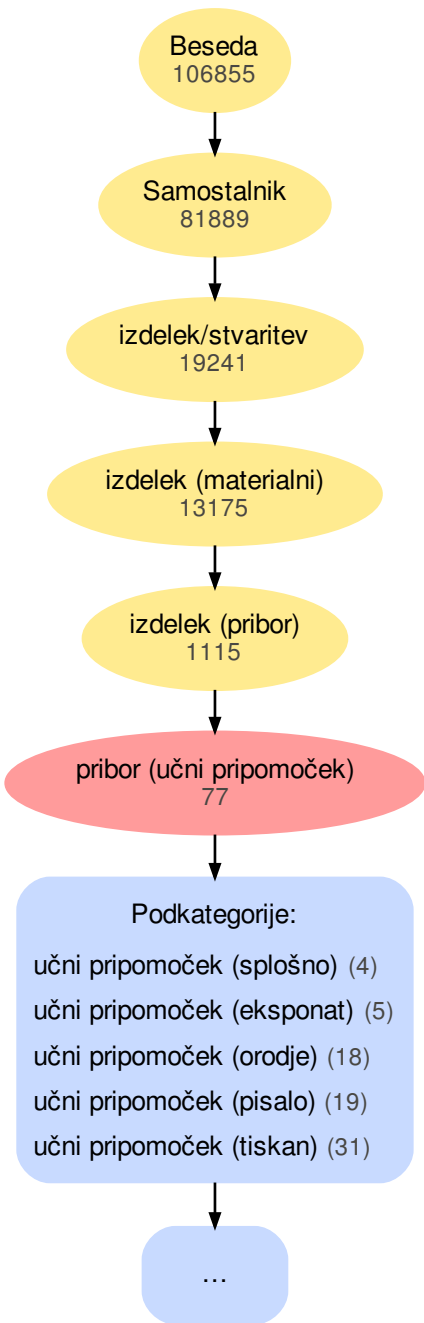 Beseda
106855
Samostalnik
81889
izdelek/stvaritev
19241
izdelek (materialni)
13175
izdelek (pribor)
1115
pribor (učni pripomoček)
77
Podkategorije:
učni pripomoček (splošno) (4)
učni pripomoček (eksponat) (5)
učni pripomoček (orodje) (18)
učni pripomoček (pisalo) (19)
učni pripomoček (tiskan) (31)
...